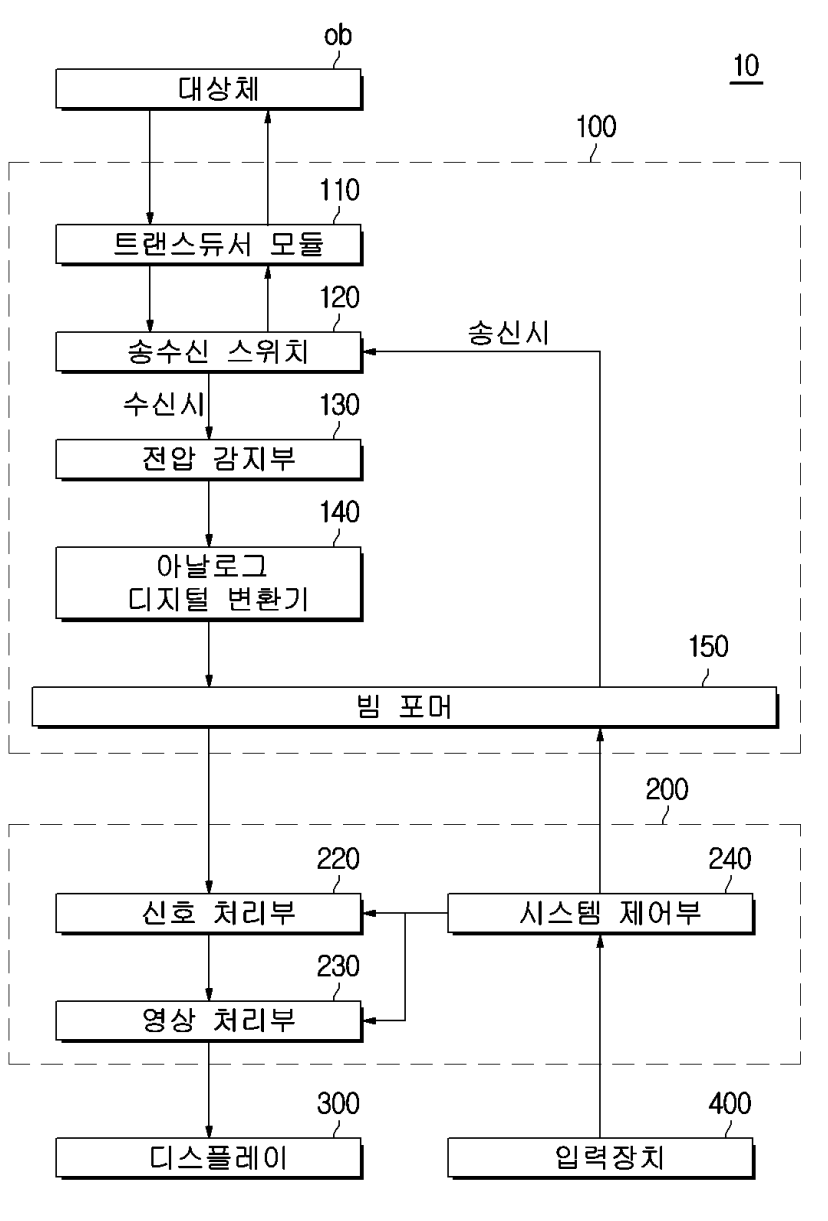 ob
10
대상체
100
110
트랜스듀서 모듈
120
송신시
송수신 스위치
수신시
130
전압 감지부
140
아날로그
디지털 변환기
150
빔 포머
200
220
240
신호 처리부
시스템 제어부
230
영상 처리부
300
400
디스플레이
입력장치